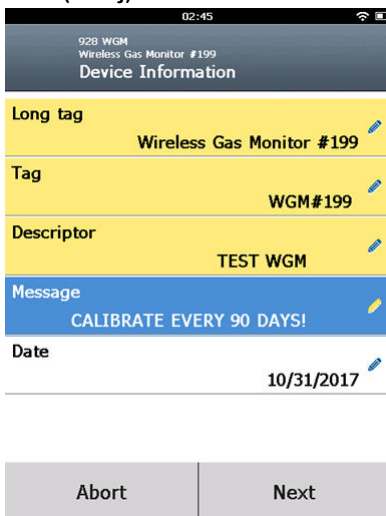 02:45
928 WGM
Wireless Gas Monitor #199
Device Information
Long tag
Wireless Gas Monitor #199
Tag
WGM#199
Descriptor
TEST WGM
Message
CALIBRATE EVERY 90 DAYS!
Date
10/31/2017
Abort Next